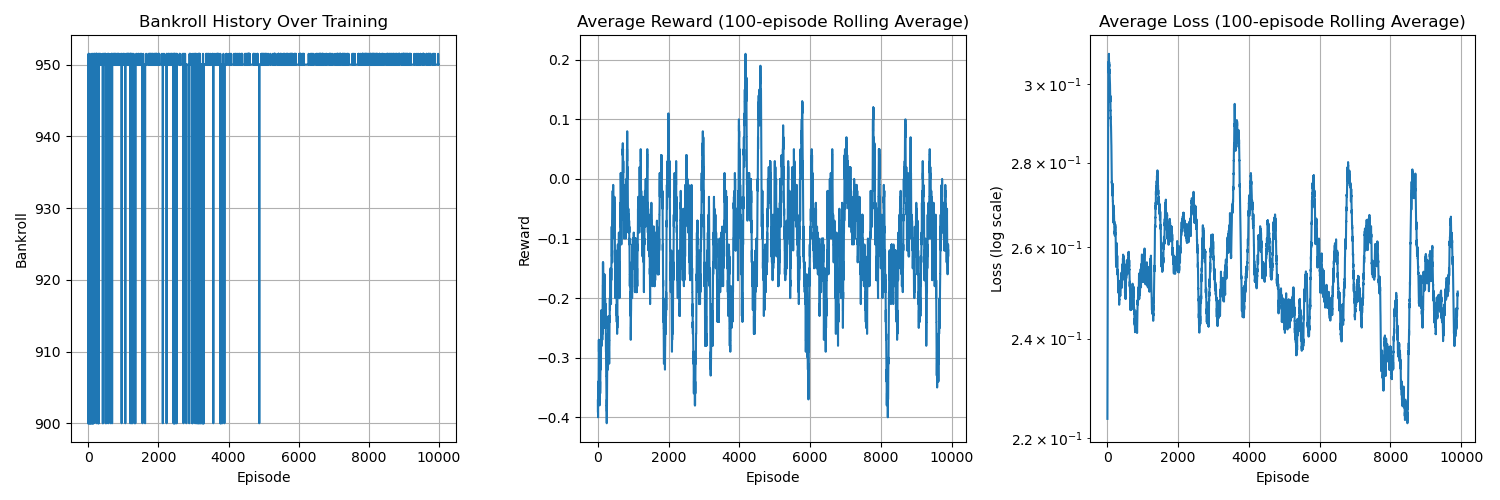 Bankroll History Over Training
950
940
930
920
910
900
Bankroll
0 2000 4000 6000 8000 10000
Episode
Average Reward (100-episode Rolling Average)
0.2
0.1
0.0
−0.1
−0.2
−0.3
−0.4
Reward
0 2000 4000 6000 8000 10000
Episode
Average Loss (100-episode Rolling Average)
3 × 10⁻¹
2.8 × 10⁻¹
2.6 × 10⁻¹
2.4 × 10⁻¹
2.2 × 10⁻¹
Loss (log scale)
0 2000 4000 6000 8000 10000
Episode